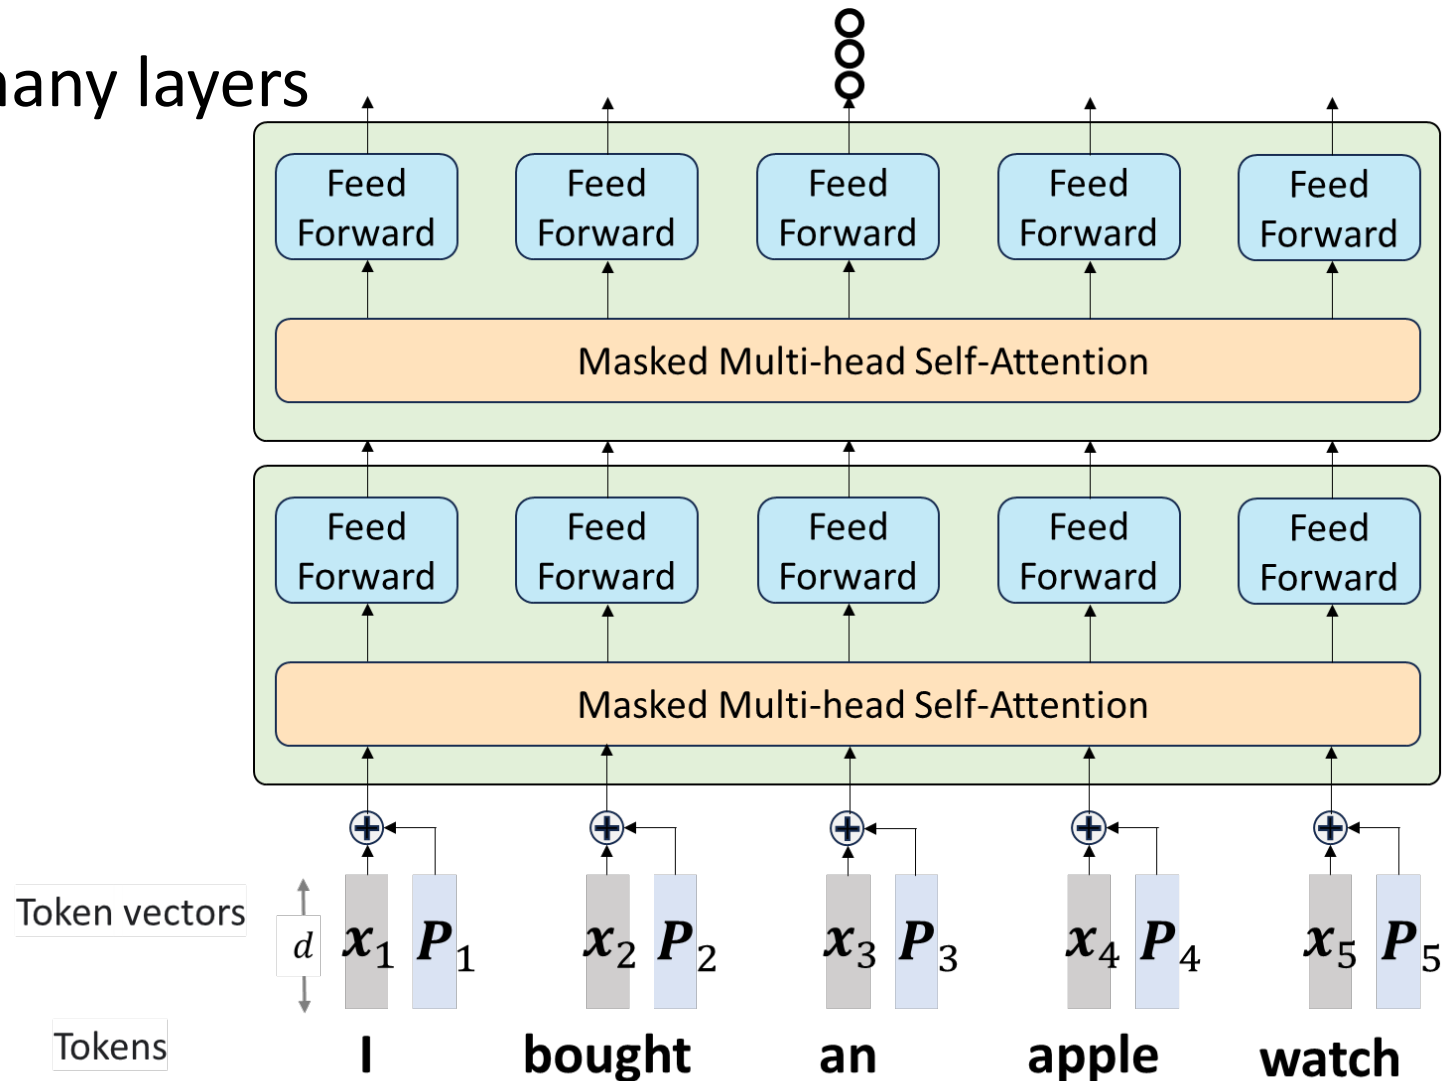 many layers
Feed Forward Feed Forward Feed Forward Feed Forward Feed Forward
Masked Multi-head Self-Attention
Feed Forward Feed Forward Feed Forward Feed Forward Feed Forward
Masked Multi-head Self-Attention
Token vectors d x₁ P₁ x₂ P₂ x₃ P₃ x₄ P₄ x₅ P₅
Tokens I bought an apple watch